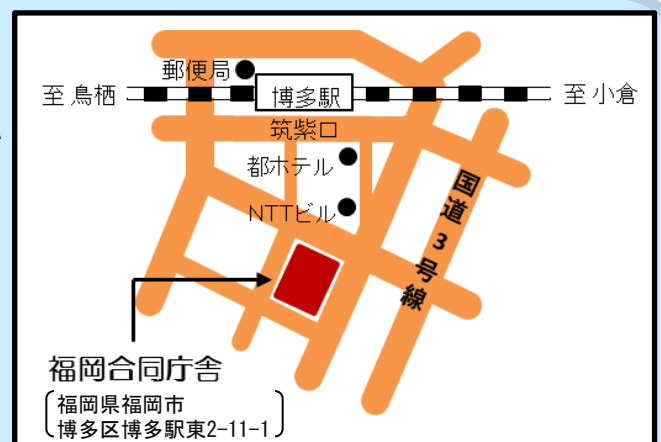 郵便局
至 鳥栖
博多駅
至 小倉
筑紫口
都ホテル
NTTビル
国道3号線
福岡合同庁舎
福岡県福岡市
博多区博多駅東2-11-1